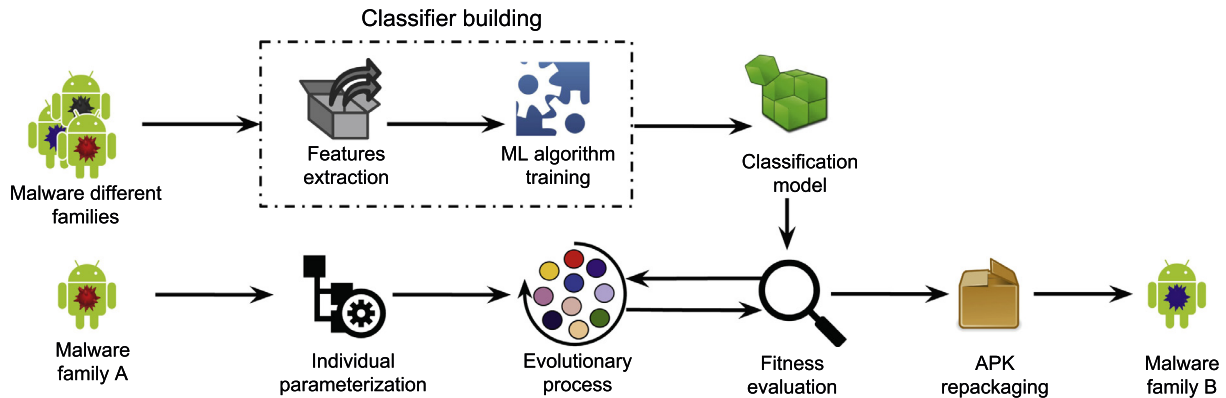 Classifier building
Features
extraction
ML algorithm
training
Classification
model
Malware different
families
Malware
family A
Individual
parameterization
Evolutionary
process
Fitness
evaluation
APK
repackaging
Malware
family B